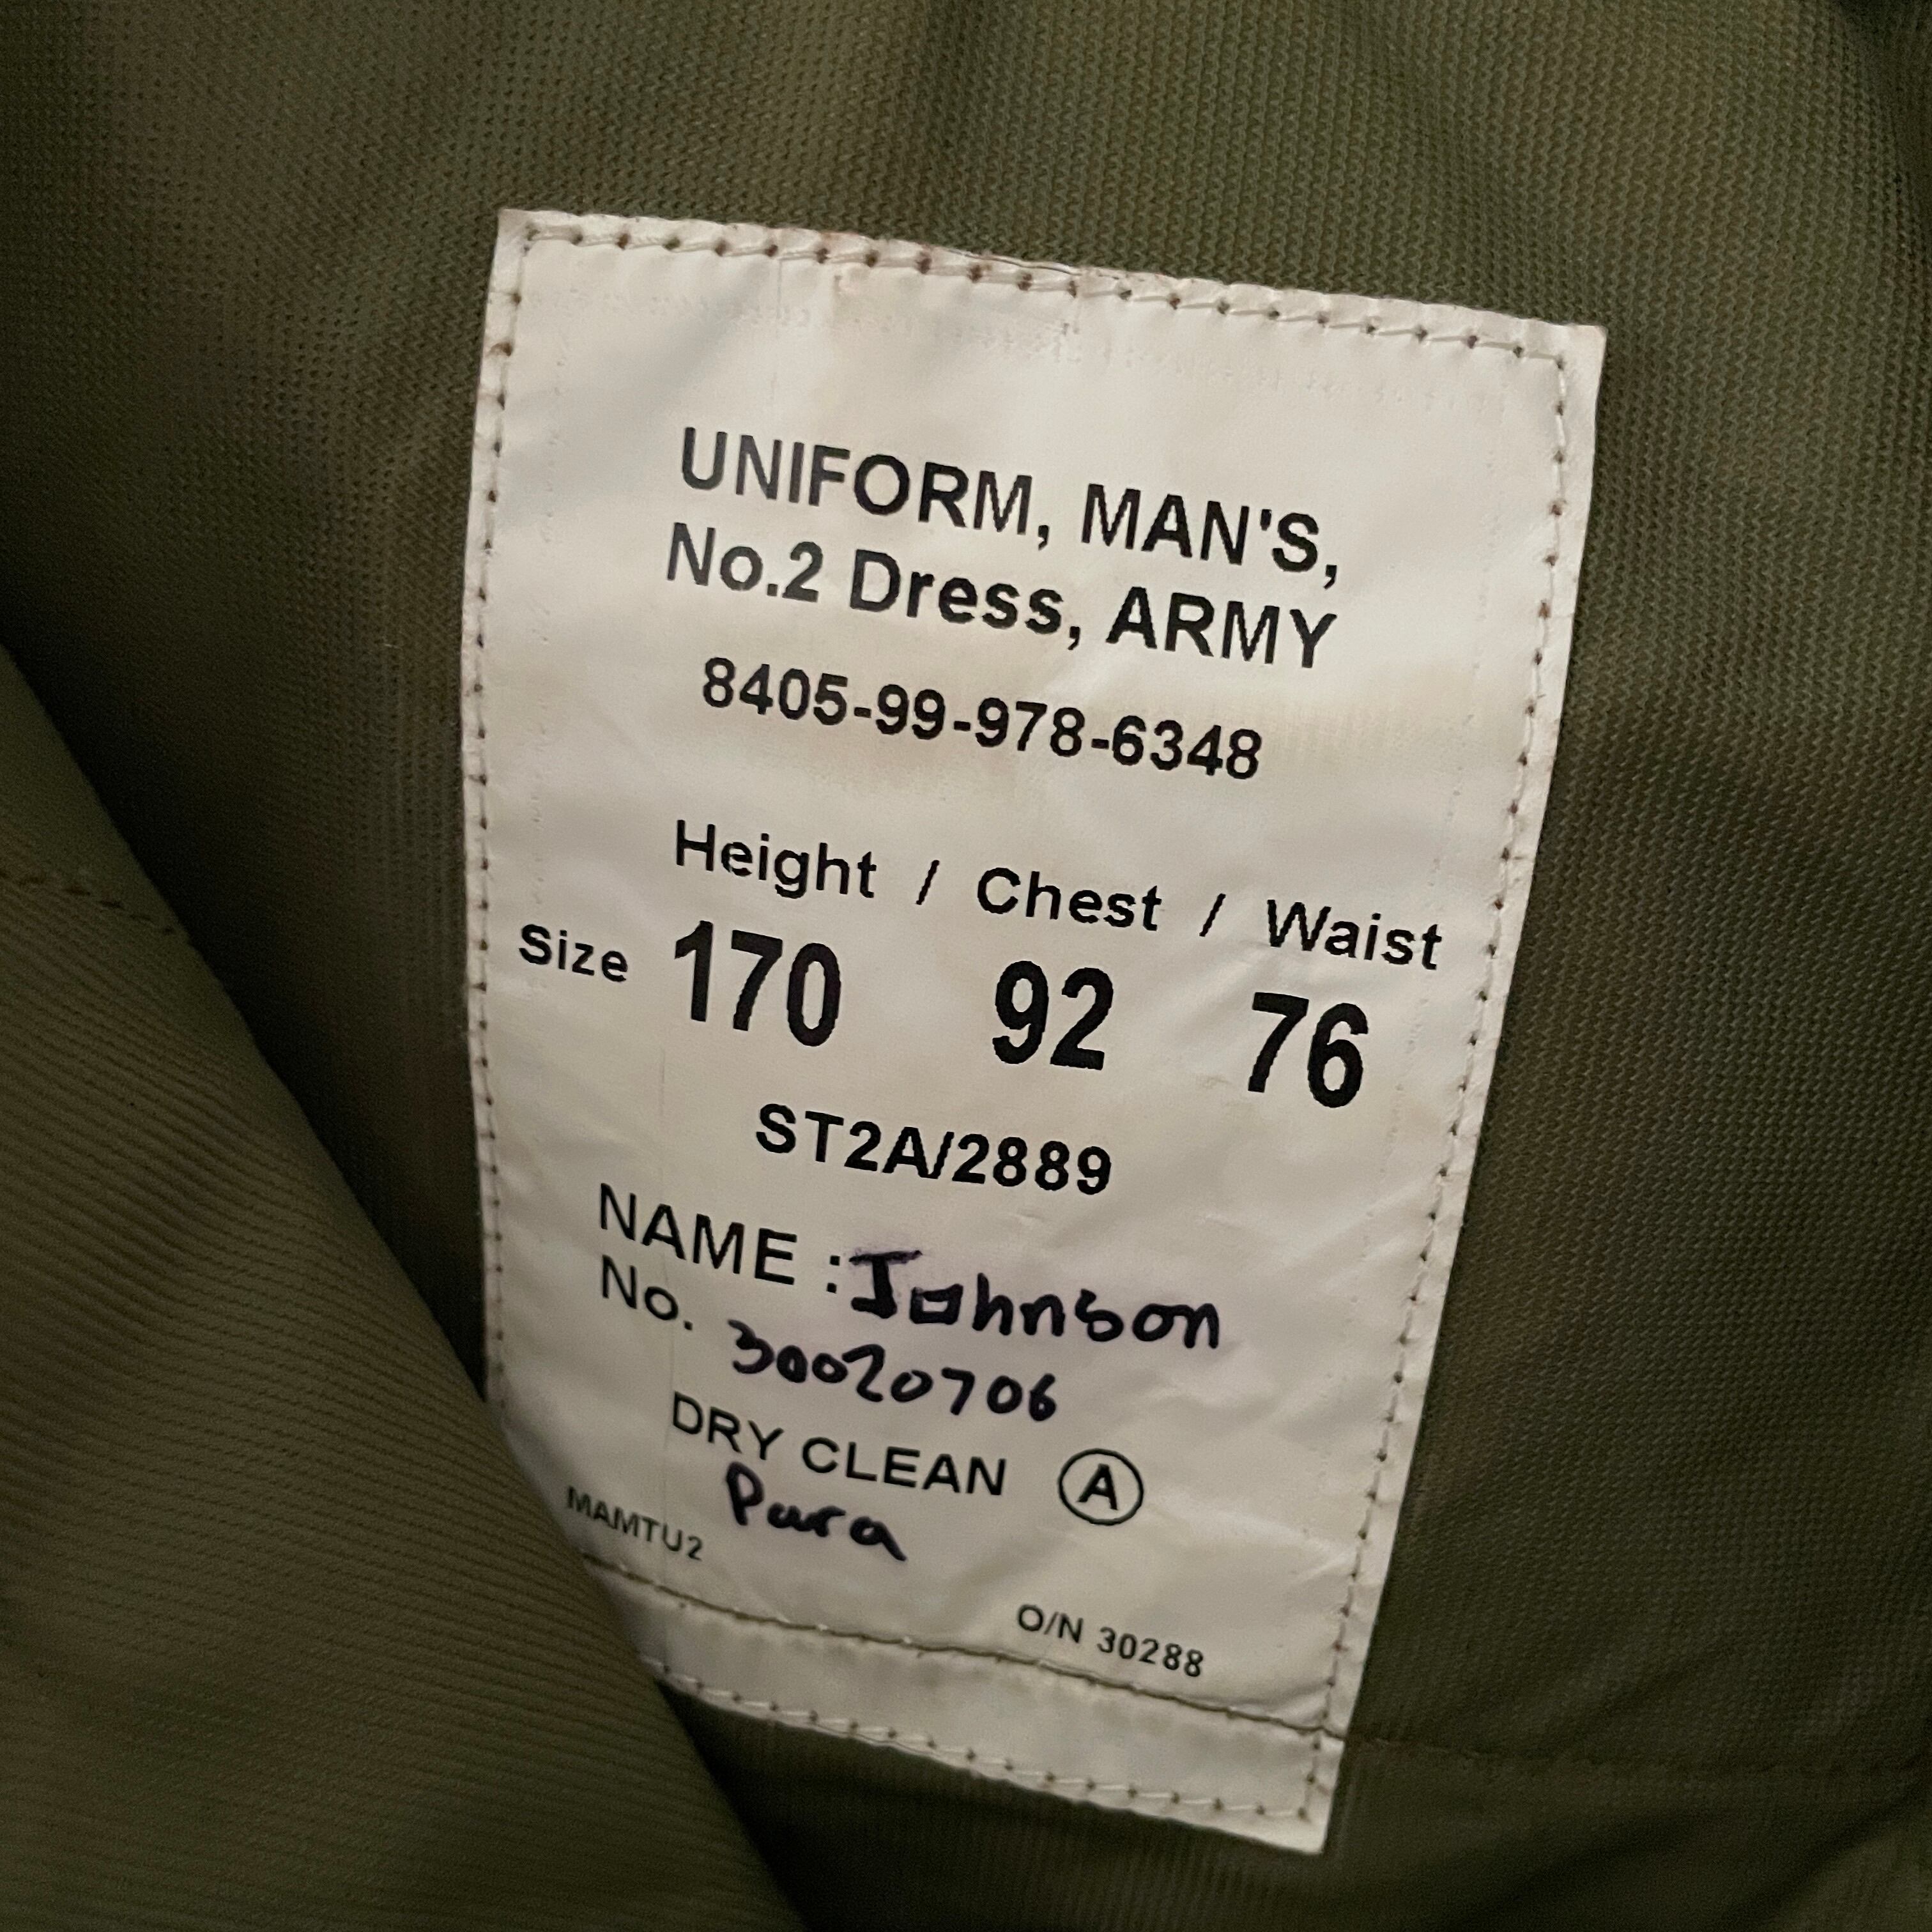 UNIFORM, MAN'S,
No.2 Dress, ARMY
8405-99-978-6348
Height / Chest / Waist
Size 170 92 76
ST2A/2889
NAME : Johnson
No. 30020706
DRY CLEAN A
Para
MAMTU2
O/N 30288